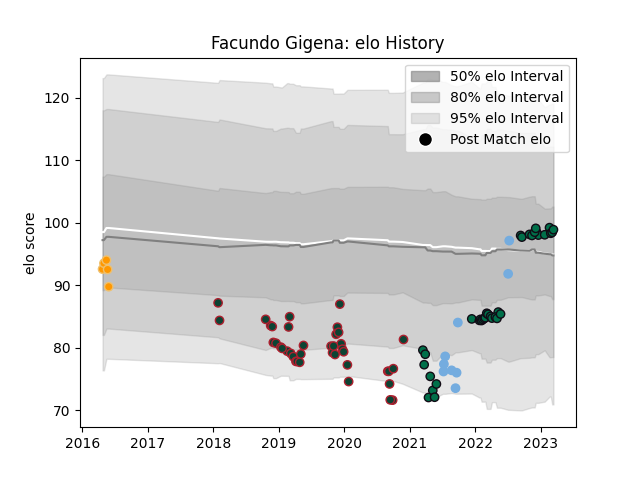 Facundo Gigena: elo History
50% elo Interval
80% elo Interval
95% elo Interval
Post Match elo
elo score
120
110
100
90
80
70
2016 2017 2018 2019 2020 2021 2022 2023